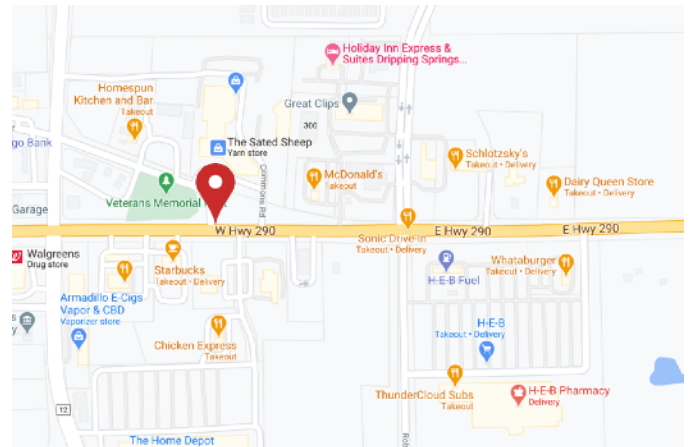 Holiday Inn Express &
Suites Dripping Springs...
Homespun
Kitchen and Bar
Takeout
Great Clips
300
go Bank
The Sated Sheep
Yarn store
Schlotzsky's
Takeout • Delivery
McDonald's
Takeout
Dairy Queen Store
Takeout • Delivery
Veterans Memorial
Commons Rd
Garage
W Hwy 290
E Hwy 290
E Hwy 290
Sonic Drive-In
Takeout • Delivery
Walgreens
Drug store
Starbucks
Takeout • Delivery
H-E-B Fuel
Whataburger
Takeout • Delivery
Armadillo E-Cigs
Vapor & CBD
Vaporizer store
H-E-B
Takeout • Delivery
Chicken Express
Takeout
ThunderCloud Subs
Takeout
H-E-B Pharmacy
Delivery
12
The Home Depot